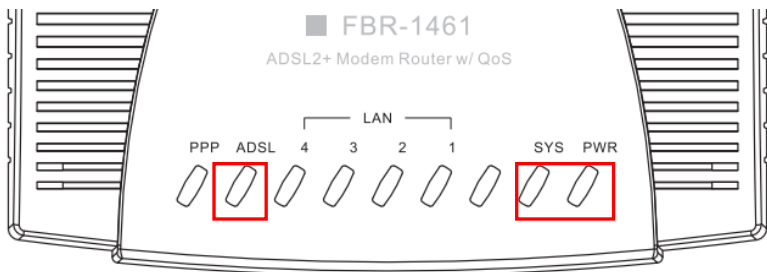 FBR-1461
ADSL2+ Modem Router w/ QoS
LAN
PPP ADSL 4 3 2 1 SYS PWR